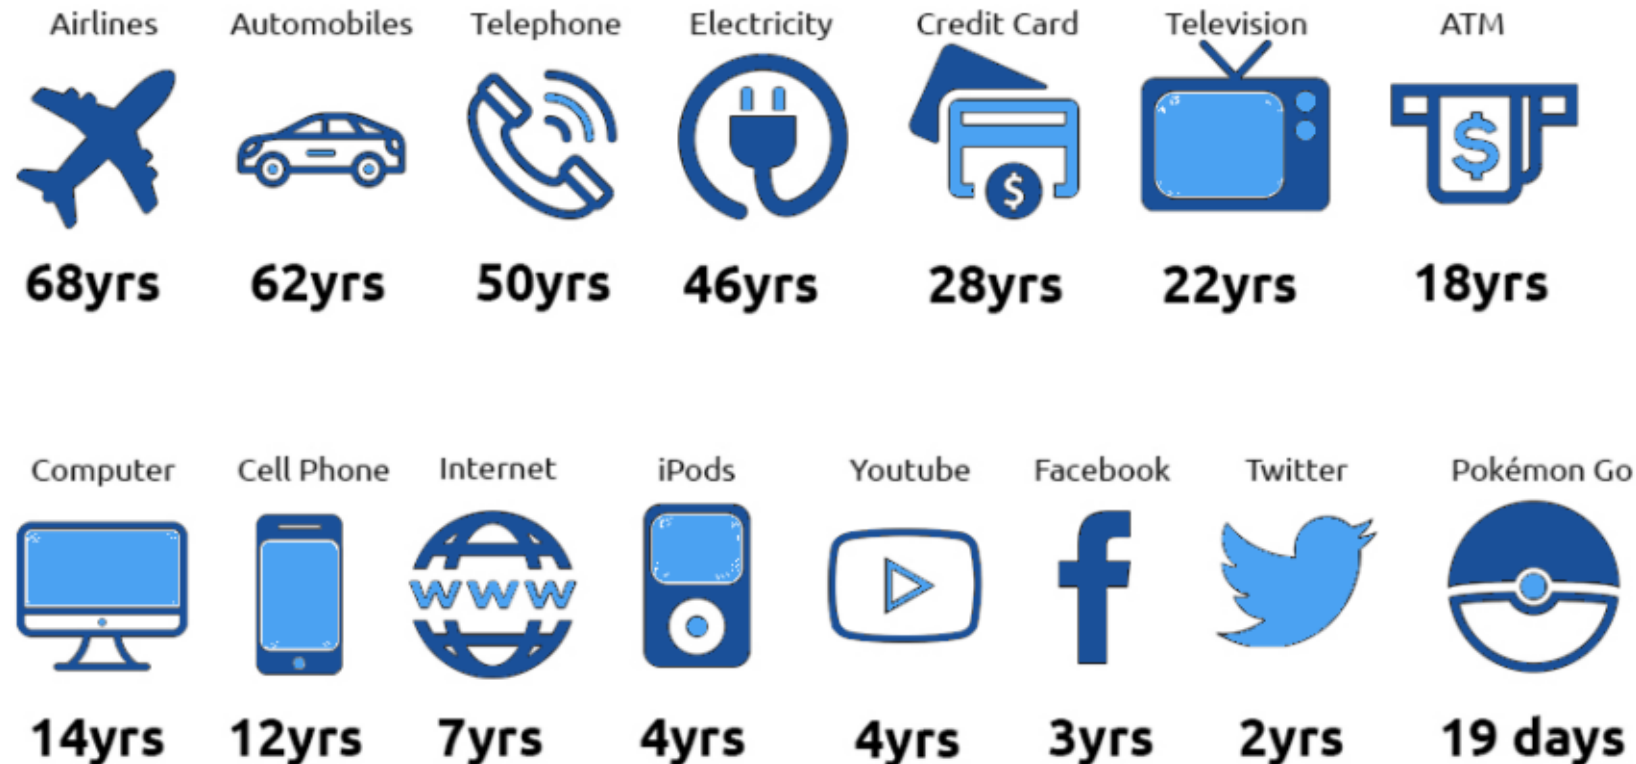 Airlines Automobiles Telephone Electricity Credit Card Television ATM
$ $
68yrs 62yrs 50yrs 46yrs 28yrs 22yrs 18yrs
Computer Cell Phone Internet iPods Youtube Facebook Twitter Pokémon Go
www f
14yrs 12yrs 7yrs 4yrs 4yrs 3yrs 2yrs 19 days